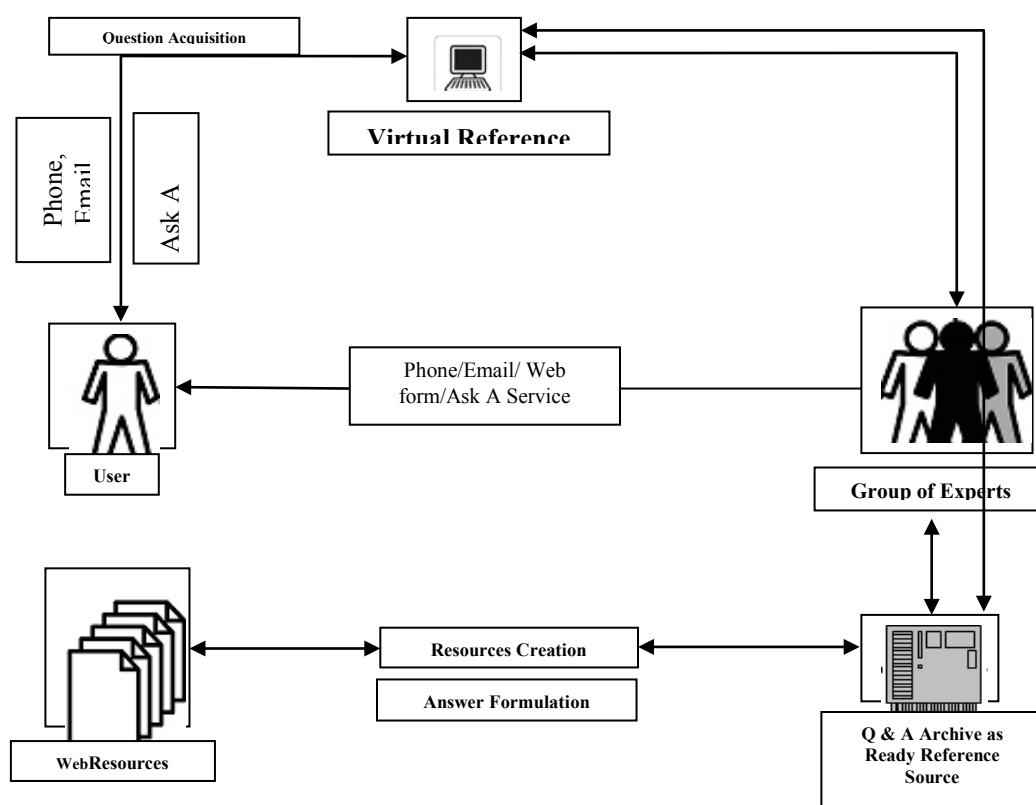 Question Acquisition
Virtual Reference
Phone,
Email
Ask A
Phone/Email/ Web
form/Ask A Service
User
Group of Experts
Resources Creation
Answer Formulation
WebResources
Q & A Archive as
Ready Reference
Source